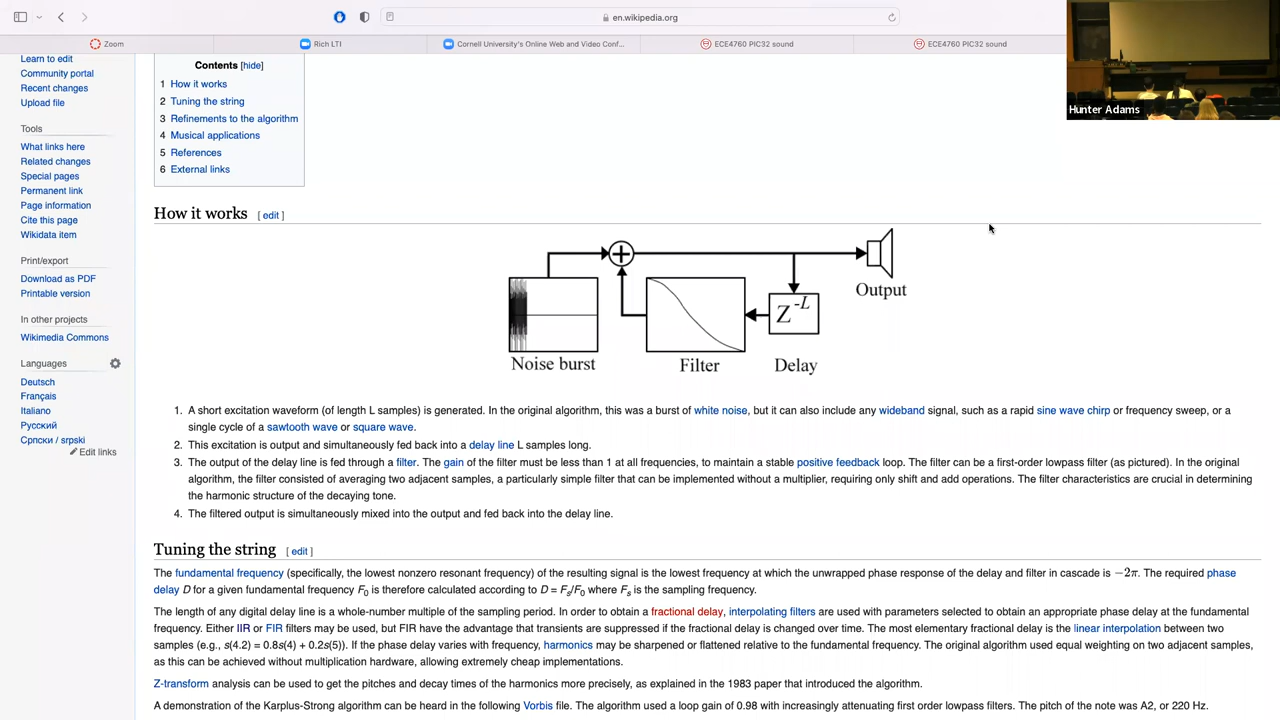 en.wikipedia.org
Zoom
Rich LTI
Cornell University's Online Web and Video Conf...
ECE4760 PIC32 sound
ECE4760 PIC32 sound
Hunter Adams
Learn to edit
Community portal
Recent changes
Upload file
Tools
What links here
Related changes
Special pages
Permanent link
Page information
Cite this page
Wikidata item
Print/export
Download as PDF
Printable version
In other projects
Wikimedia Commons
Languages
Deutsch
Français
Italiano
Русский
Српски / srpski
Edit links
Contents [hide]
1 How it works
2 Tuning the string
3 Refinements to the algorithm
4 Musical applications
5 References
6 External links
How it works [ edit ]
+
Output
Z^-L
Noise burst
Filter
Delay
1. A short excitation waveform (of length L samples) is generated. In the original algorithm, this was a burst of white noise, but it can also include any wideband signal, such as a rapid sine wave chirp or frequency sweep, or a
single cycle of a sawtooth wave or square wave.
2. This excitation is output and simultaneously fed back into a delay line L samples long.
3. The output of the delay line is fed through a filter. The gain of the filter must be less than 1 at all frequencies, to maintain a stable positive feedback loop. The filter can be a first-order lowpass filter (as pictured). In the original
algorithm, the filter consisted of averaging two adjacent samples, a particularly simple filter that can be implemented without a multiplier, requiring only shift and add operations. The filter characteristics are crucial in determining
the harmonic structure of the decaying tone.
4. The filtered output is simultaneously mixed into the output and fed back into the delay line.
Tuning the string [ edit ]
The fundamental frequency (specifically, the lowest nonzero resonant frequency) of the resulting signal is the lowest frequency at which the unwrapped phase response of the delay and filter in cascade is −2π. The required phase
delay D for a given fundamental frequency F0 is therefore calculated according to D = Fs/F0 where Fs is the sampling frequency.
The length of any digital delay line is a whole-number multiple of the sampling period. In order to obtain a fractional delay, interpolating filters are used with parameters selected to obtain an appropriate phase delay at the fundamental
frequency. Either IIR or FIR filters may be used, but FIR have the advantage that transients are suppressed if the fractional delay is changed over time. The most elementary fractional delay is the linear interpolation between two
samples (e.g., s(4.2) = 0.8s(4) + 0.2s(5)). If the phase delay varies with frequency, harmonics may be sharpened or flattened relative to the fundamental frequency. The original algorithm used equal weighting on two adjacent samples,
as this can be achieved without multiplication hardware, allowing extremely cheap implementations.
Z-transform analysis can be used to get the pitches and decay times of the harmonics more precisely, as explained in the 1983 paper that introduced the algorithm.
A demonstration of the Karplus-Strong algorithm can be heard in the following Vorbis file. The algorithm used a loop gain of 0.98 with increasingly attenuating first order lowpass filters. The pitch of the note was A2, or 220 Hz.